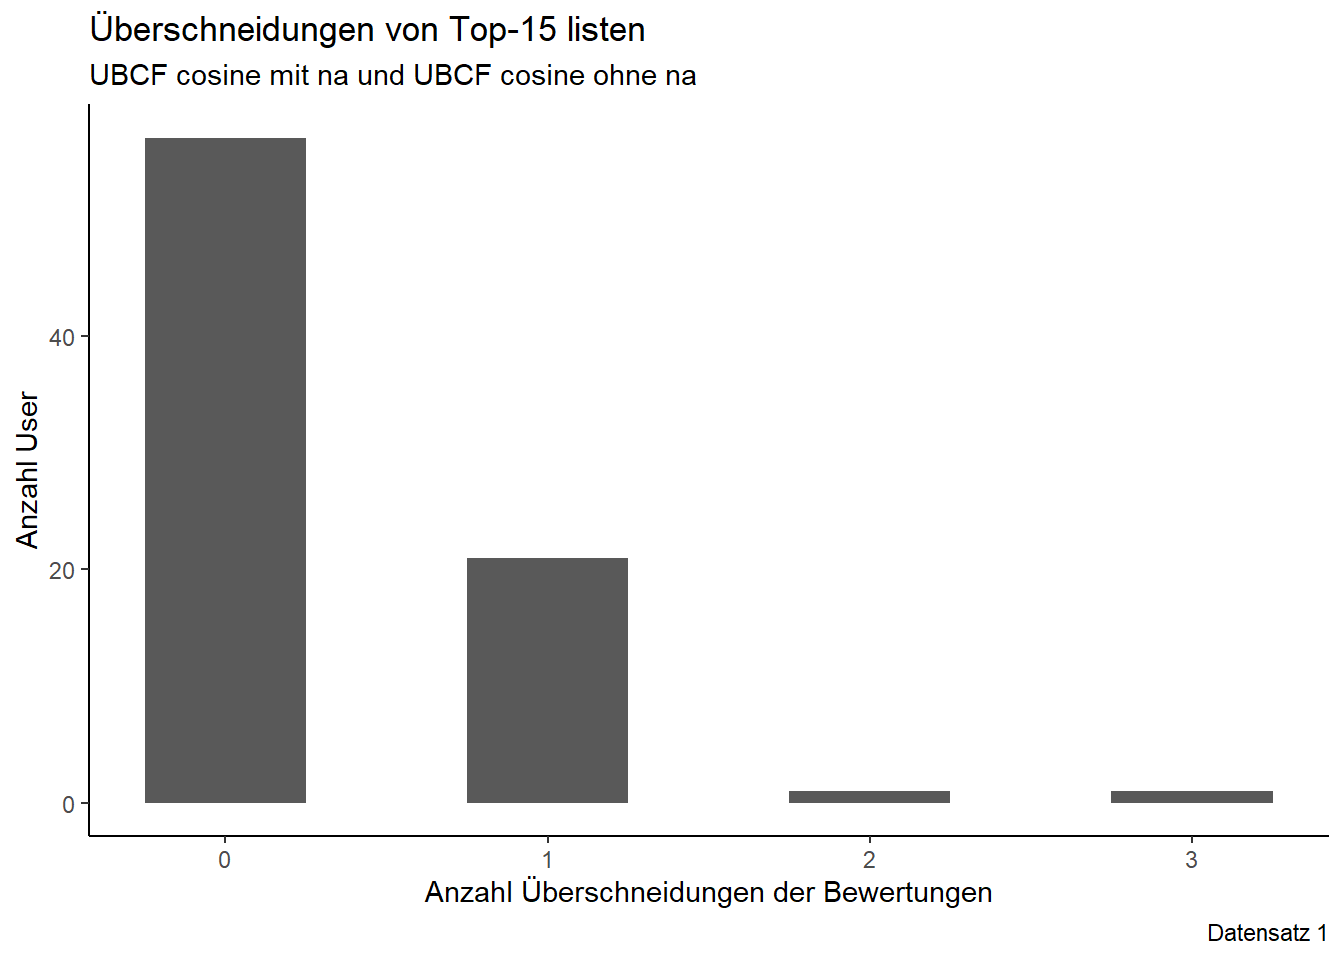 Überschneidungen von Top-15 listen
UBCF cosine mit na und UBCF cosine ohne na
Anzahl User
40
20
0
0 1 2 3
Anzahl Überschneidungen der Bewertungen
Datensatz 1